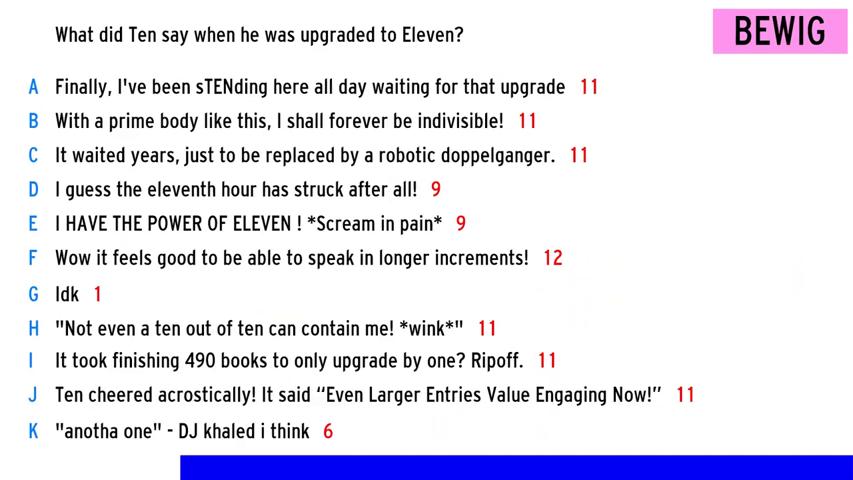 What did Ten say when he was upgraded to Eleven?
BEWIG
A Finally, I've been sTENding here all day waiting for that upgrade 11
B With a prime body like this, I shall forever be indivisible! 11
C It waited years, just to be replaced by a robotic doppelganger. 11
D I guess the eleventh hour has struck after all! 9
E I HAVE THE POWER OF ELEVEN ! *Scream in pain* 9
F Wow it feels good to be able to speak in longer increments! 12
G Idk 1
H "Not even a ten out of ten can contain me! *wink*" 11
I It took finishing 490 books to only upgrade by one? Ripoff. 11
J Ten cheered acrostically! It said “Even Larger Entries Value Engaging Now!” 11
K "anotha one" - DJ khaled i think 6